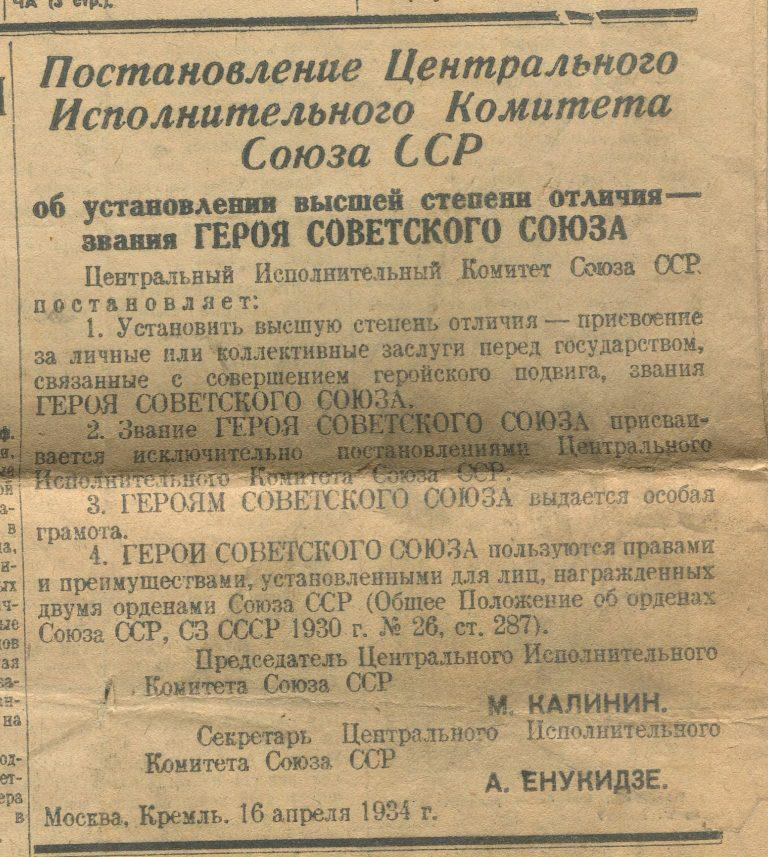 ЧА (3 стр.).
Постановление Центрального
Исполнительного Комитета
Союза ССР
об установлении высшей степени отличия —
звания ГЕРОЯ СОВЕТСКОГО СОЮЗА
Центральный Исполнительный Комитет Союза ССР
постановляет:
1. Установить высшую степень отличия — присвоение
за личные или коллективные заслуги перед государством,
связанные с совершением геройского подвига, звания
ГЕРОЯ СОВЕТСКОГО СОЮЗА.
2. Звание ГЕРОЯ СОВЕТСКОГО СОЮЗА присваи-
вается исключительно постановлениями Центрального
Исполнительного Комитета Союза ССР.
3. ГЕРОЯМ СОВЕТСКОГО СОЮЗА выдается особая
грамота.
4. ГЕРОИ СОВЕТСКОГО СОЮЗА пользуются правами
и преимуществами, установленными для лиц, награжденных
двумя орденами Союза ССР (Общее Положение об орденах
Союза ССР, СЗ СССР 1930 г. № 26, ст. 287).
Председатель Центрального Исполнительного
Комитета Союза ССР
М. КАЛИНИН.
Секретарь Центрального Исполнительного
Комитета Союза ССР
А. ЕНУКИДЗЕ.
Москва, Кремль. 16 апреля 1934 г.